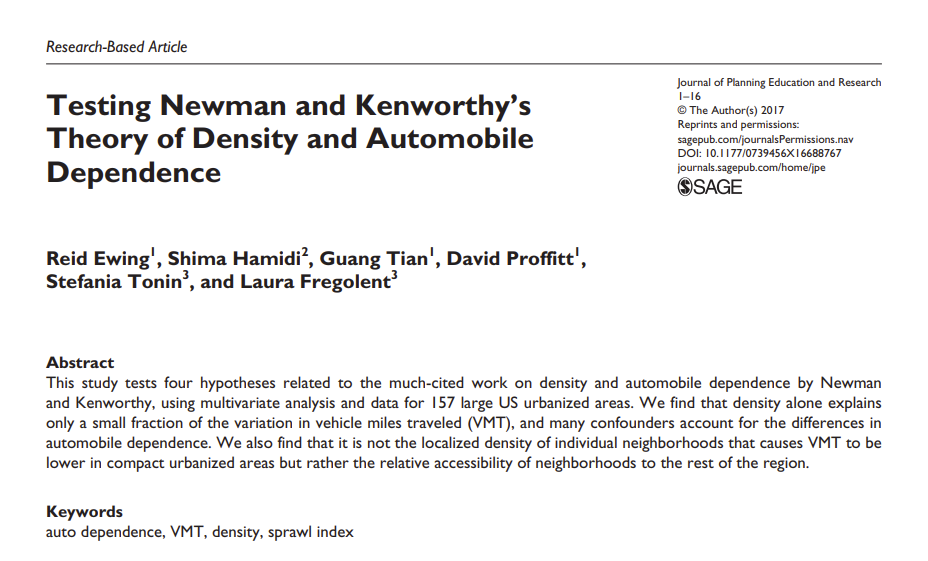 Research-Based Article
Testing Newman and Kenworthy's
Theory of Density and Automobile
Dependence
Journal of Planning Education and Research
1–16
© The Author(s) 2017
Reprints and permissions:
sagepub.com/journalsPermissions.nav
DOI: 10.1177/0739456X16688767
journals.sagepub.com/home/jpe
SAGE
Reid Ewing1, Shima Hamidi2, Guang Tian1, David Proffitt1,
Stefania Tonin3, and Laura Fregolent3
Abstract
This study tests four hypotheses related to the much-cited work on density and automobile dependence by Newman
and Kenworthy, using multivariate analysis and data for 157 large US urbanized areas. We find that density alone explains
only a small fraction of the variation in vehicle miles traveled (VMT), and many confounders account for the differences in
automobile dependence. We also find that it is not the localized density of individual neighborhoods that causes VMT to be
lower in compact urbanized areas but rather the relative accessibility of neighborhoods to the rest of the region.
Keywords
auto dependence, VMT, density, sprawl index